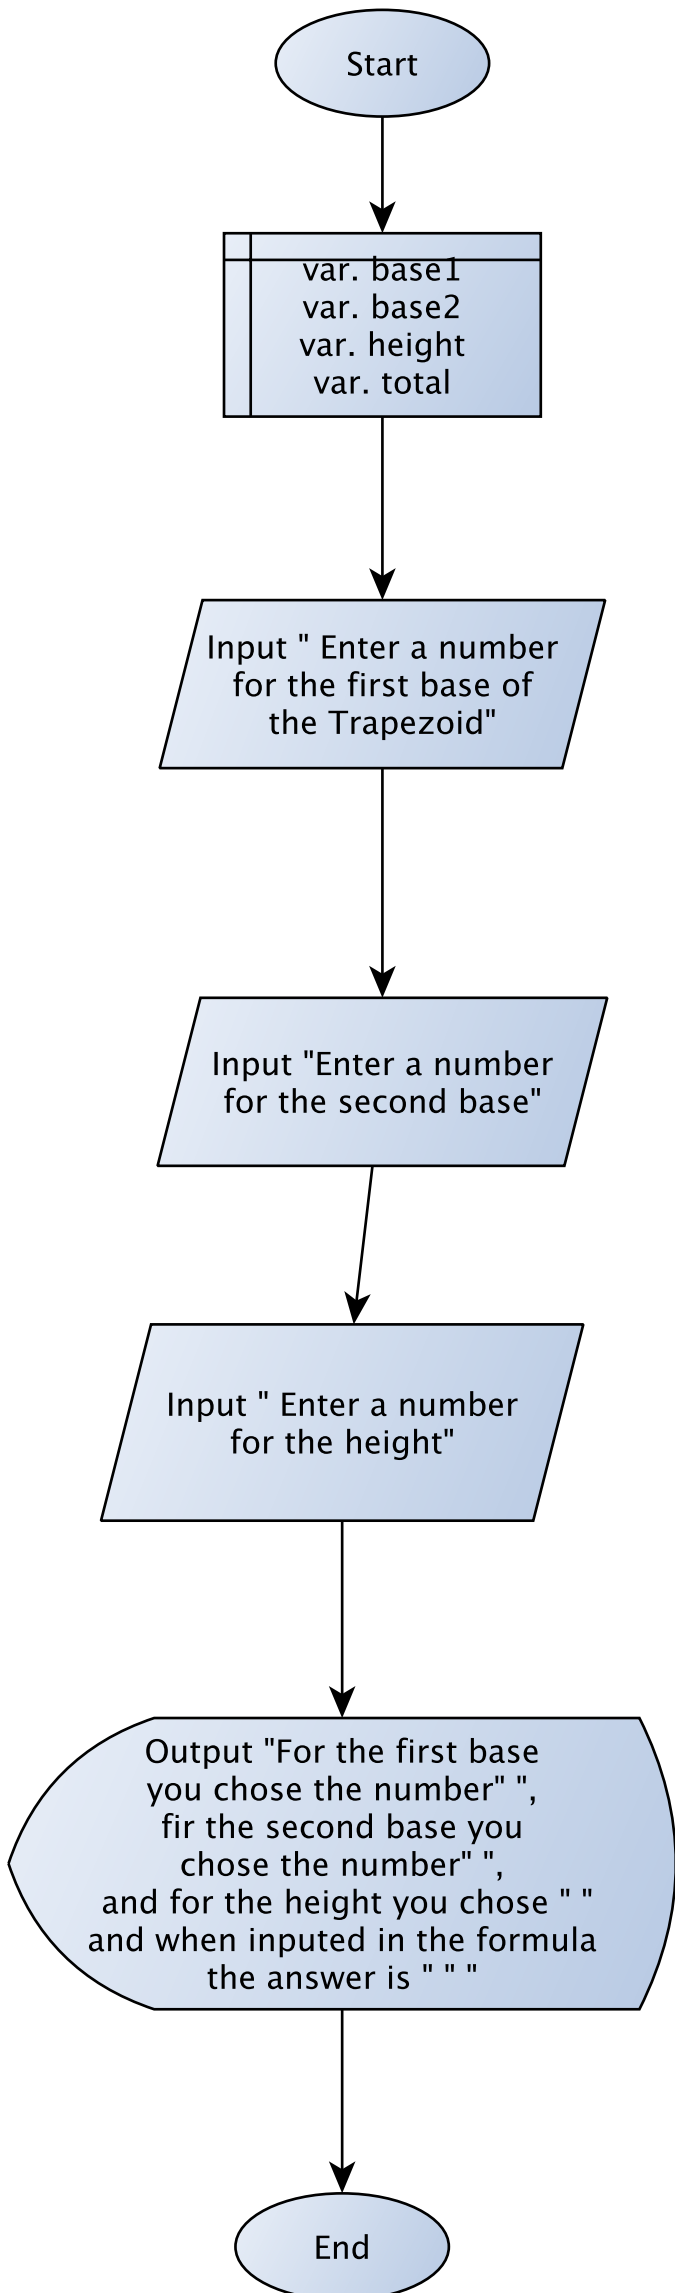 Start
var. base1
var. base2
var. height
var. total
Input " Enter a number
for the first base of
the Trapezoid"
Input "Enter a number
for the second base"
Input " Enter a number
for the height"
Output "For the first base
you chose the number" ",
fir the second base you
chose the number" ",
and for the height you chose " "
and when inputed in the formula
the answer is " " "
End